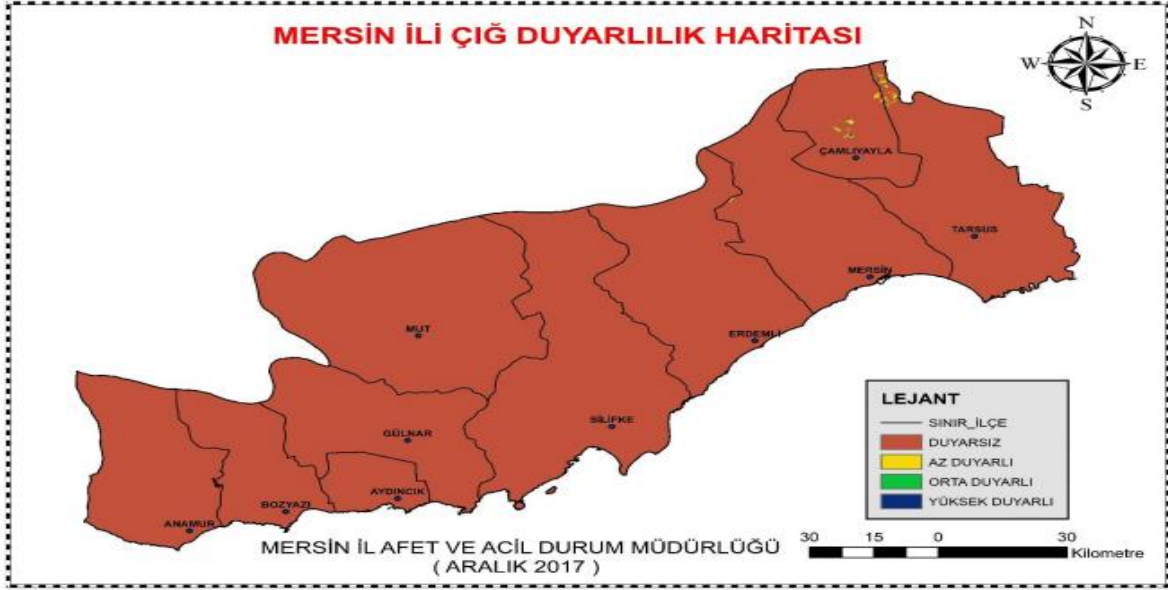 MERSİN İLİ ÇIĞ DUYARLILIK HARİTASI
N
W E
S
ÇAMLIYAYLA
TARSUS
MERSİN
MUT
ERDEMLİ
SİLİFKE
GÜLNAR
AYDINCIK
BOZYAZI
ANAMUR
LEJANT
SINIR_İLÇE
DUYARSIZ
AZ DUYARLI
ORTA DUYARLI
YÜKSEK DUYARLI
MERSİN İL AFET VE ACİL DURUM MÜDÜRLÜĞÜ
( ARALIK 2017 )
30 15 0 30
Kilometre